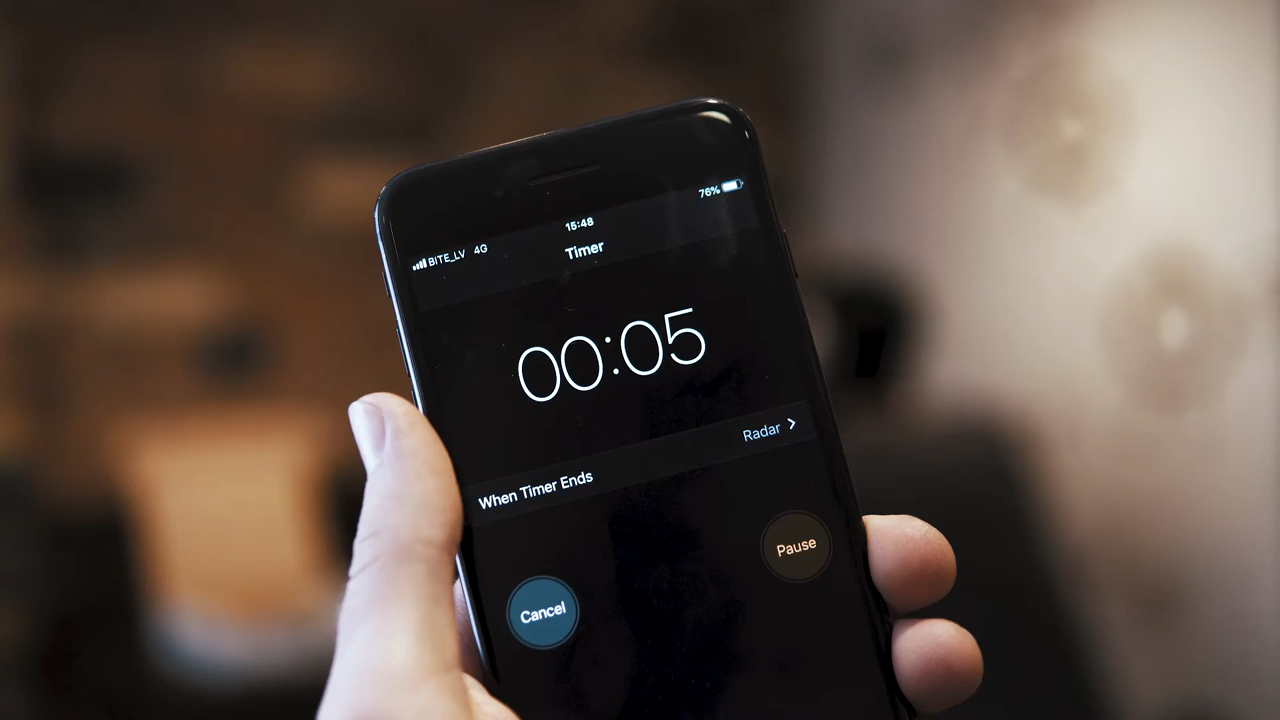 BITE_LV 4G 15:48 76%
Timer
00:05
When Timer Ends Radar
Cancel Pause